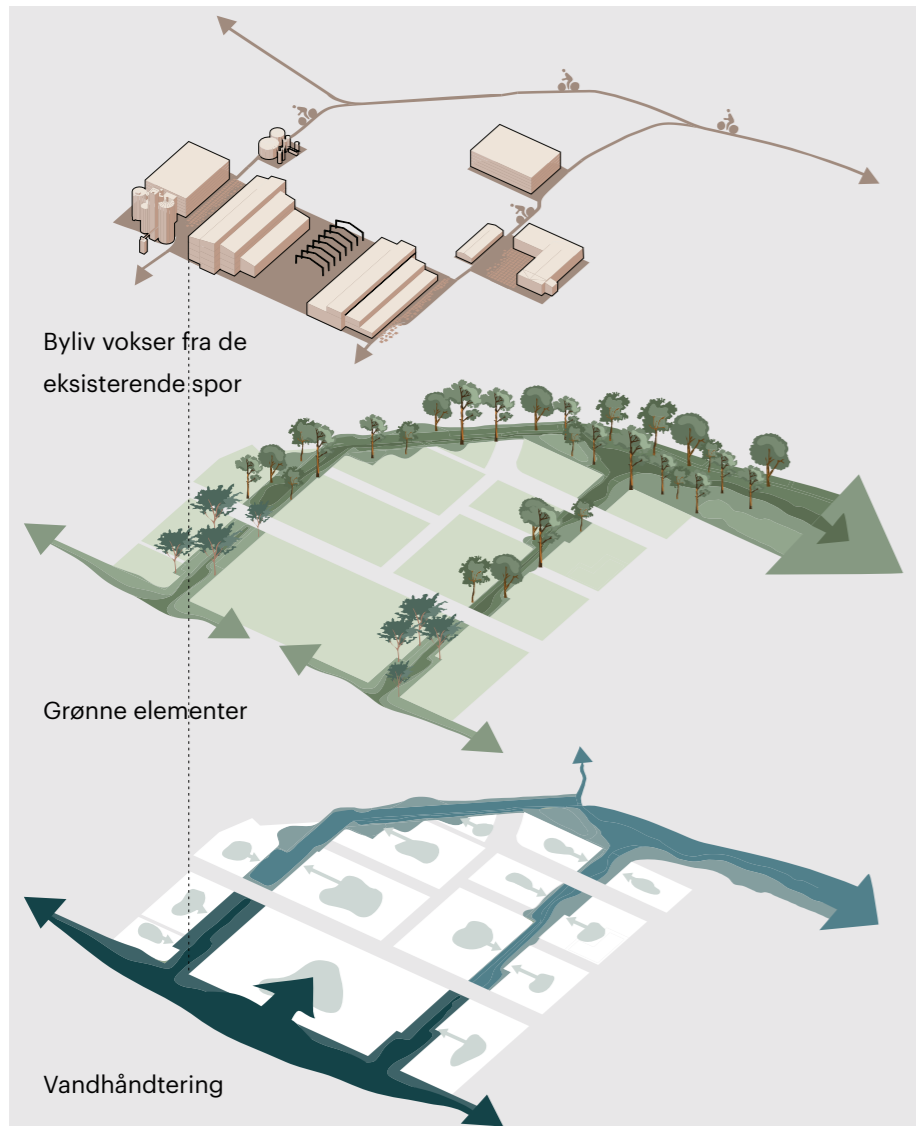 Byliv vokser fra de
eksisterende spor
Grønne elementer
Vandhåndtering